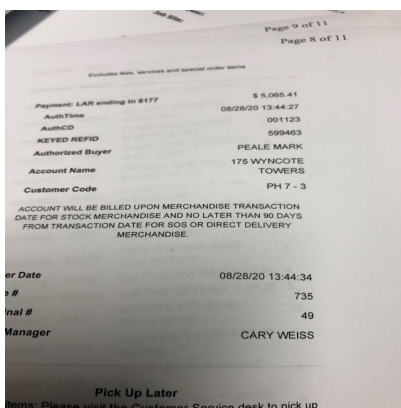 Page 9 of 11
Page 8 of 11
Excludes fees, services and special order items
Payment: LAR ending in 8177 $ 5,065.41
AuthTime 08/28/20 13:44:27
AuthCD 001123
KEYED REFID 599463
Authorized Buyer PEALE MARK
Account Name 175 WYNCOTE
TOWERS
Customer Code PH 7 - 3
ACCOUNT WILL BE BILLED UPON MERCHANDISE TRANSACTION
DATE FOR STOCK MERCHANDISE AND NO LATER THAN 90 DAYS
FROM TRANSACTION DATE FOR SOS OR DIRECT DELIVERY
MERCHANDISE.
er Date 08/28/20 13:44:34
e # 735
inal # 49
Manager CARY WEISS
Pick Up Later
items: Please visit the Customer Service desk to pick up